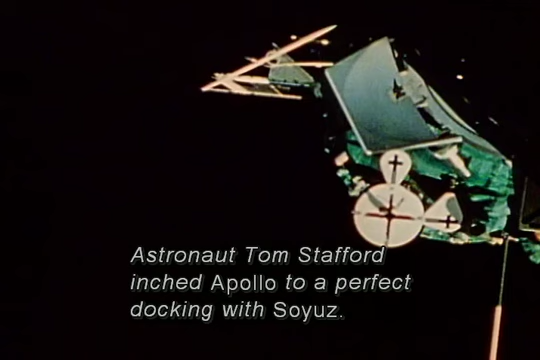 Astronaut Tom Stafford
inched Apollo to a perfect
docking with Soyuz.